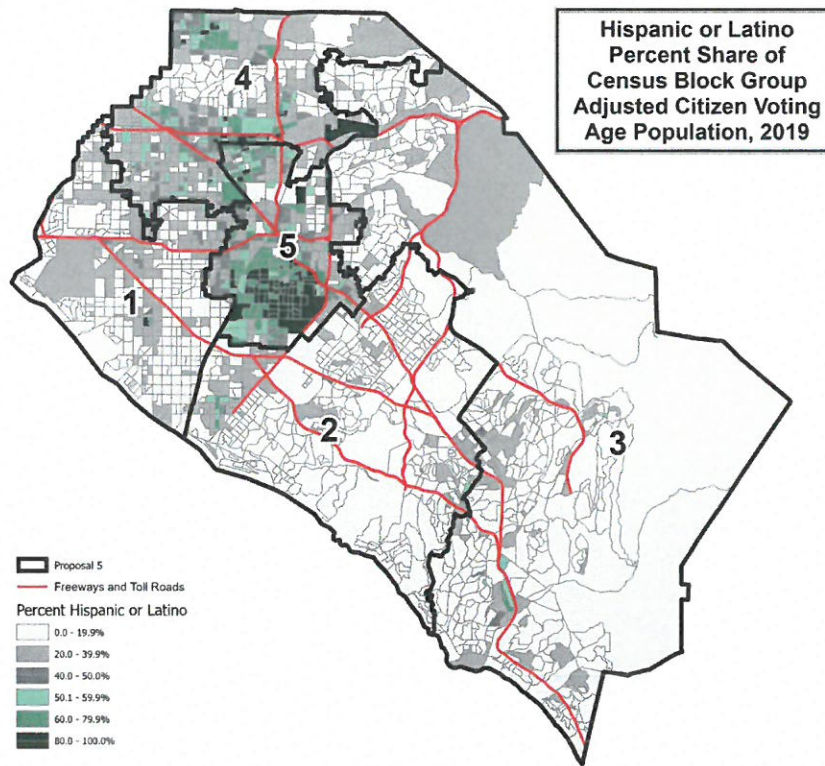 Hispanic or Latino
Percent Share of
Census Block Group
Adjusted Citizen Voting
Age Population, 2019
4
5
1
2
3
Proposal 5
Freeways and Toll Roads
Percent Hispanic or Latino
0.0 - 19.9%
20.0 - 39.9%
40.0 - 50.0%
50.1 - 59.9%
60.0 - 79.9%
80.0 - 100.0%